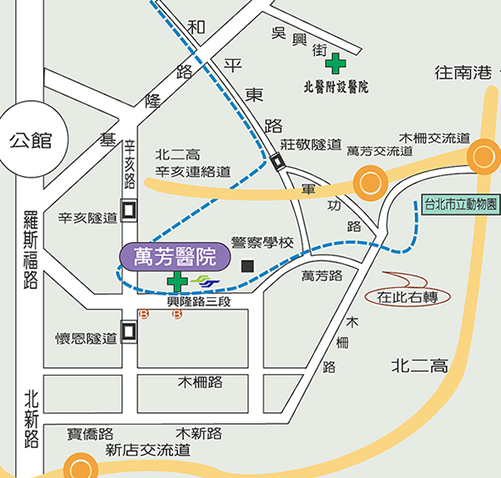 和平東路
吳興街
北醫附設醫院
往南港
基隆路
公館
辛亥路
北二高
辛亥連絡道
莊敬隧道
萬芳交流道
木柵交流道
軍功路
台北市立動物園
辛亥隧道
羅斯福路
萬芳醫院
警察學校
萬芳路
在此右轉
興隆路三段
B
B
懷恩隧道
木柵路
木柵路
北二高
北新路
寶僑路
木新路
新店交流道